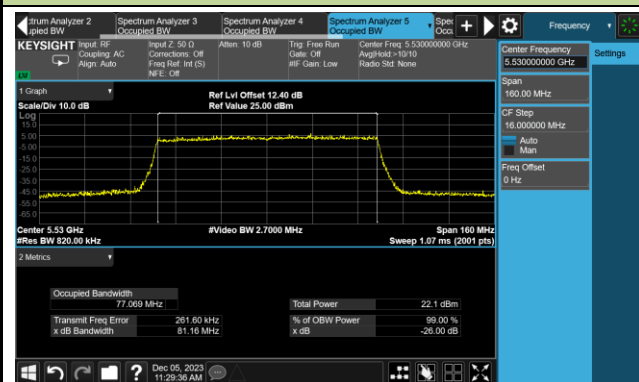 trum Analyzer 2
upied BW
Spectrum Analyzer 3
Occupied BW
Spectrum Analyzer 4
Occupied BW
Spectrum Analyzer 5
Occupied BW
Spec
Occu
Frequency
KEYSIGHT
Input: RF
Coupling: AC
Align: Auto
Input Z: 50 Ω
Corrections: Off
Freq Ref: Int (S)
NFE: Off
Atten: 10 dB
Trig: Free Run
Gate: Off
#IF Gain: Low
Center Freq: 5.530000000 GHz
Avg|Hold:>10/10
Radio Std: None
Center Frequency
5.530000000 GHz
Settings
Span
160.00 MHz
CF Step
16.000000 MHz
Auto
Man
Freq Offset
0 Hz
1 Graph
Scale/Div 10.0 dB
Ref Lvl Offset 12.40 dB
Ref Value 25.00 dBm
Log
15.0
5.00
-5.00
-15.0
-25.0
-35.0
-45.0
-55.0
-65.0
Center 5.53 GHz
#Res BW 820.00 kHz
#Video BW 2.7000 MHz
Span 160 MHz
Sweep 1.07 ms (2001 pts)
2 Metrics
Occupied Bandwidth
77.069 MHz
Total Power 22.1 dBm
Transmit Freq Error 261.60 kHz
% of OBW Power 99.00 %
x dB Bandwidth 81.16 MHz
x dB -26.00 dB
Dec 05, 2023
11:29:36 AM